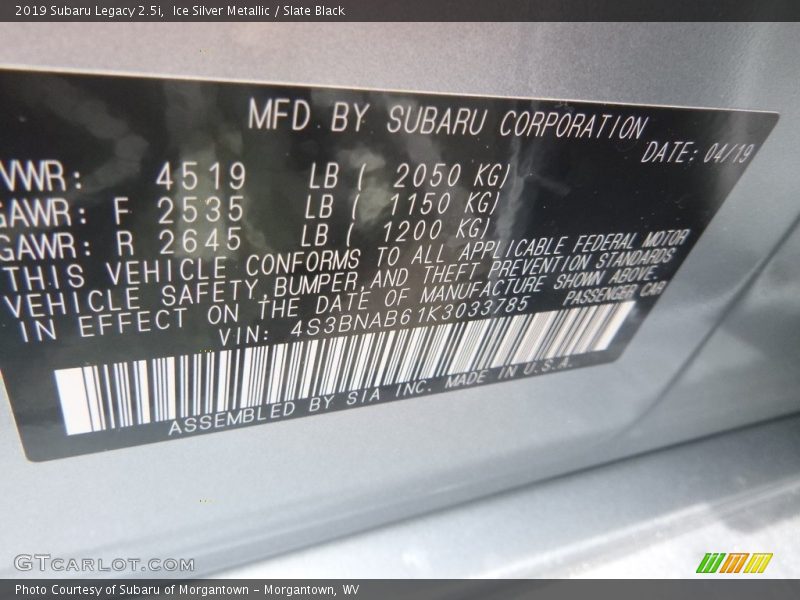 2019 Subaru Legacy 2.5i, Ice Silver Metallic / Slate Black
MFD BY SUBARU CORPORATION
DATE: 04/19
VWR: 4519 LB ( 2050 KG)
GAWR: F 2535 LB ( 1150 KG)
GAWR: R 2645 LB ( 1200 KG)
THIS VEHICLE CONFORMS TO ALL APPLICABLE FEDERAL MOTOR
VEHICLE SAFETY, BUMPER, AND THEFT PREVENTION STANDARDS
IN EFFECT ON THE DATE OF MANUFACTURE SHOWN ABOVE.
VIN: 4S3BNAB61K3033785 PASSENGER CAR
ASSEMBLED BY SIA INC. MADE IN U.S.A.
GTCARLOT.COM
Photo Courtesy of Subaru of Morgantown - Morgantown, WV